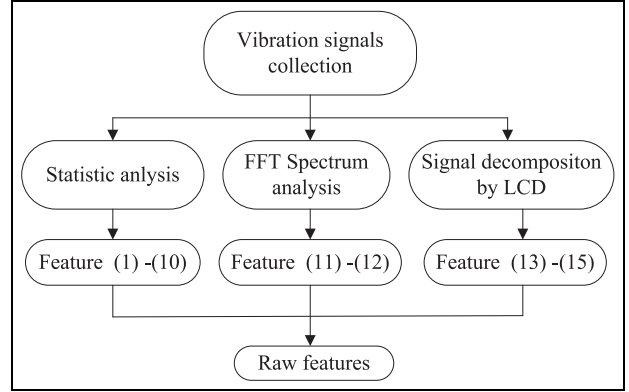 Vibration signals
collection
Statistic anlysis
FFT Spectrum
analysis
Signal decompositon
by LCD
Feature (1) -(10)
Feature (11) -(12)
Feature (13) -(15)
Raw features